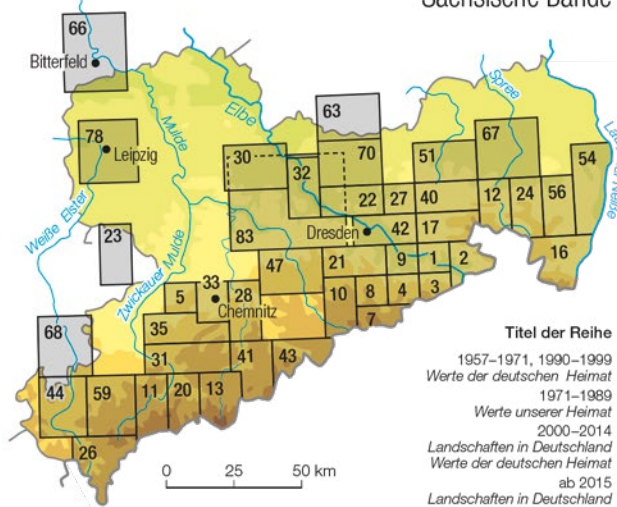 Sächsische Bände
66
Bitterfeld
Elbe
Mulde
Spree
63
67
78
Leipzig
30
70
51
54
32
22
27
40
12
24
56
Weiße Elster
23
83
Dresden
42
17
16
47
21
9
1
2
Zwickauer Mulde
5
33
28
10
8
4
3
Chemnitz
7
68
35
31
41
43
44
59
11
20
13
26
0 25 50 km
Titel der Reihe
1957–1971, 1990–1999
Werte der deutschen Heimat
1971–1989
Werte unserer Heimat
2000–2014
Landschaften in Deutschland
Werte der deutschen Heimat
ab 2015
Landschaften in Deutschland